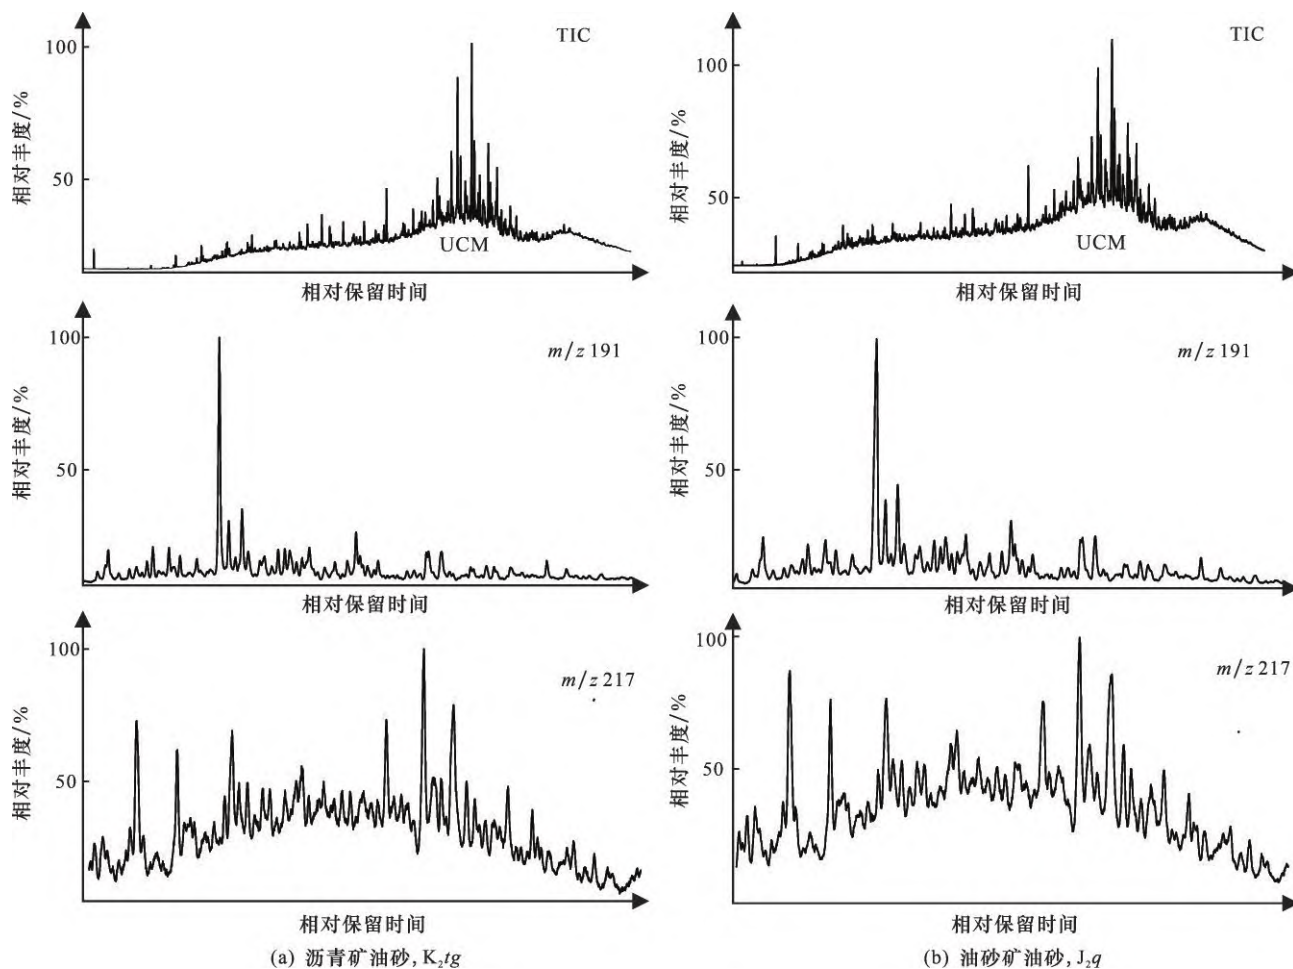 TIC
100
50
相对丰度/%
UCM
相对保留时间
TIC
100
50
相对丰度/%
UCM
相对保留时间
m/z 191
100
50
相对丰度/%
相对保留时间
m/z 191
100
50
相对丰度/%
相对保留时间
m/z 217
100
50
相对丰度/%
相对保留时间
m/z 217
100
50
相对丰度/%
相对保留时间
(a) 沥青矿油砂, K₂tg
(b) 油砂矿油砂, J₂q